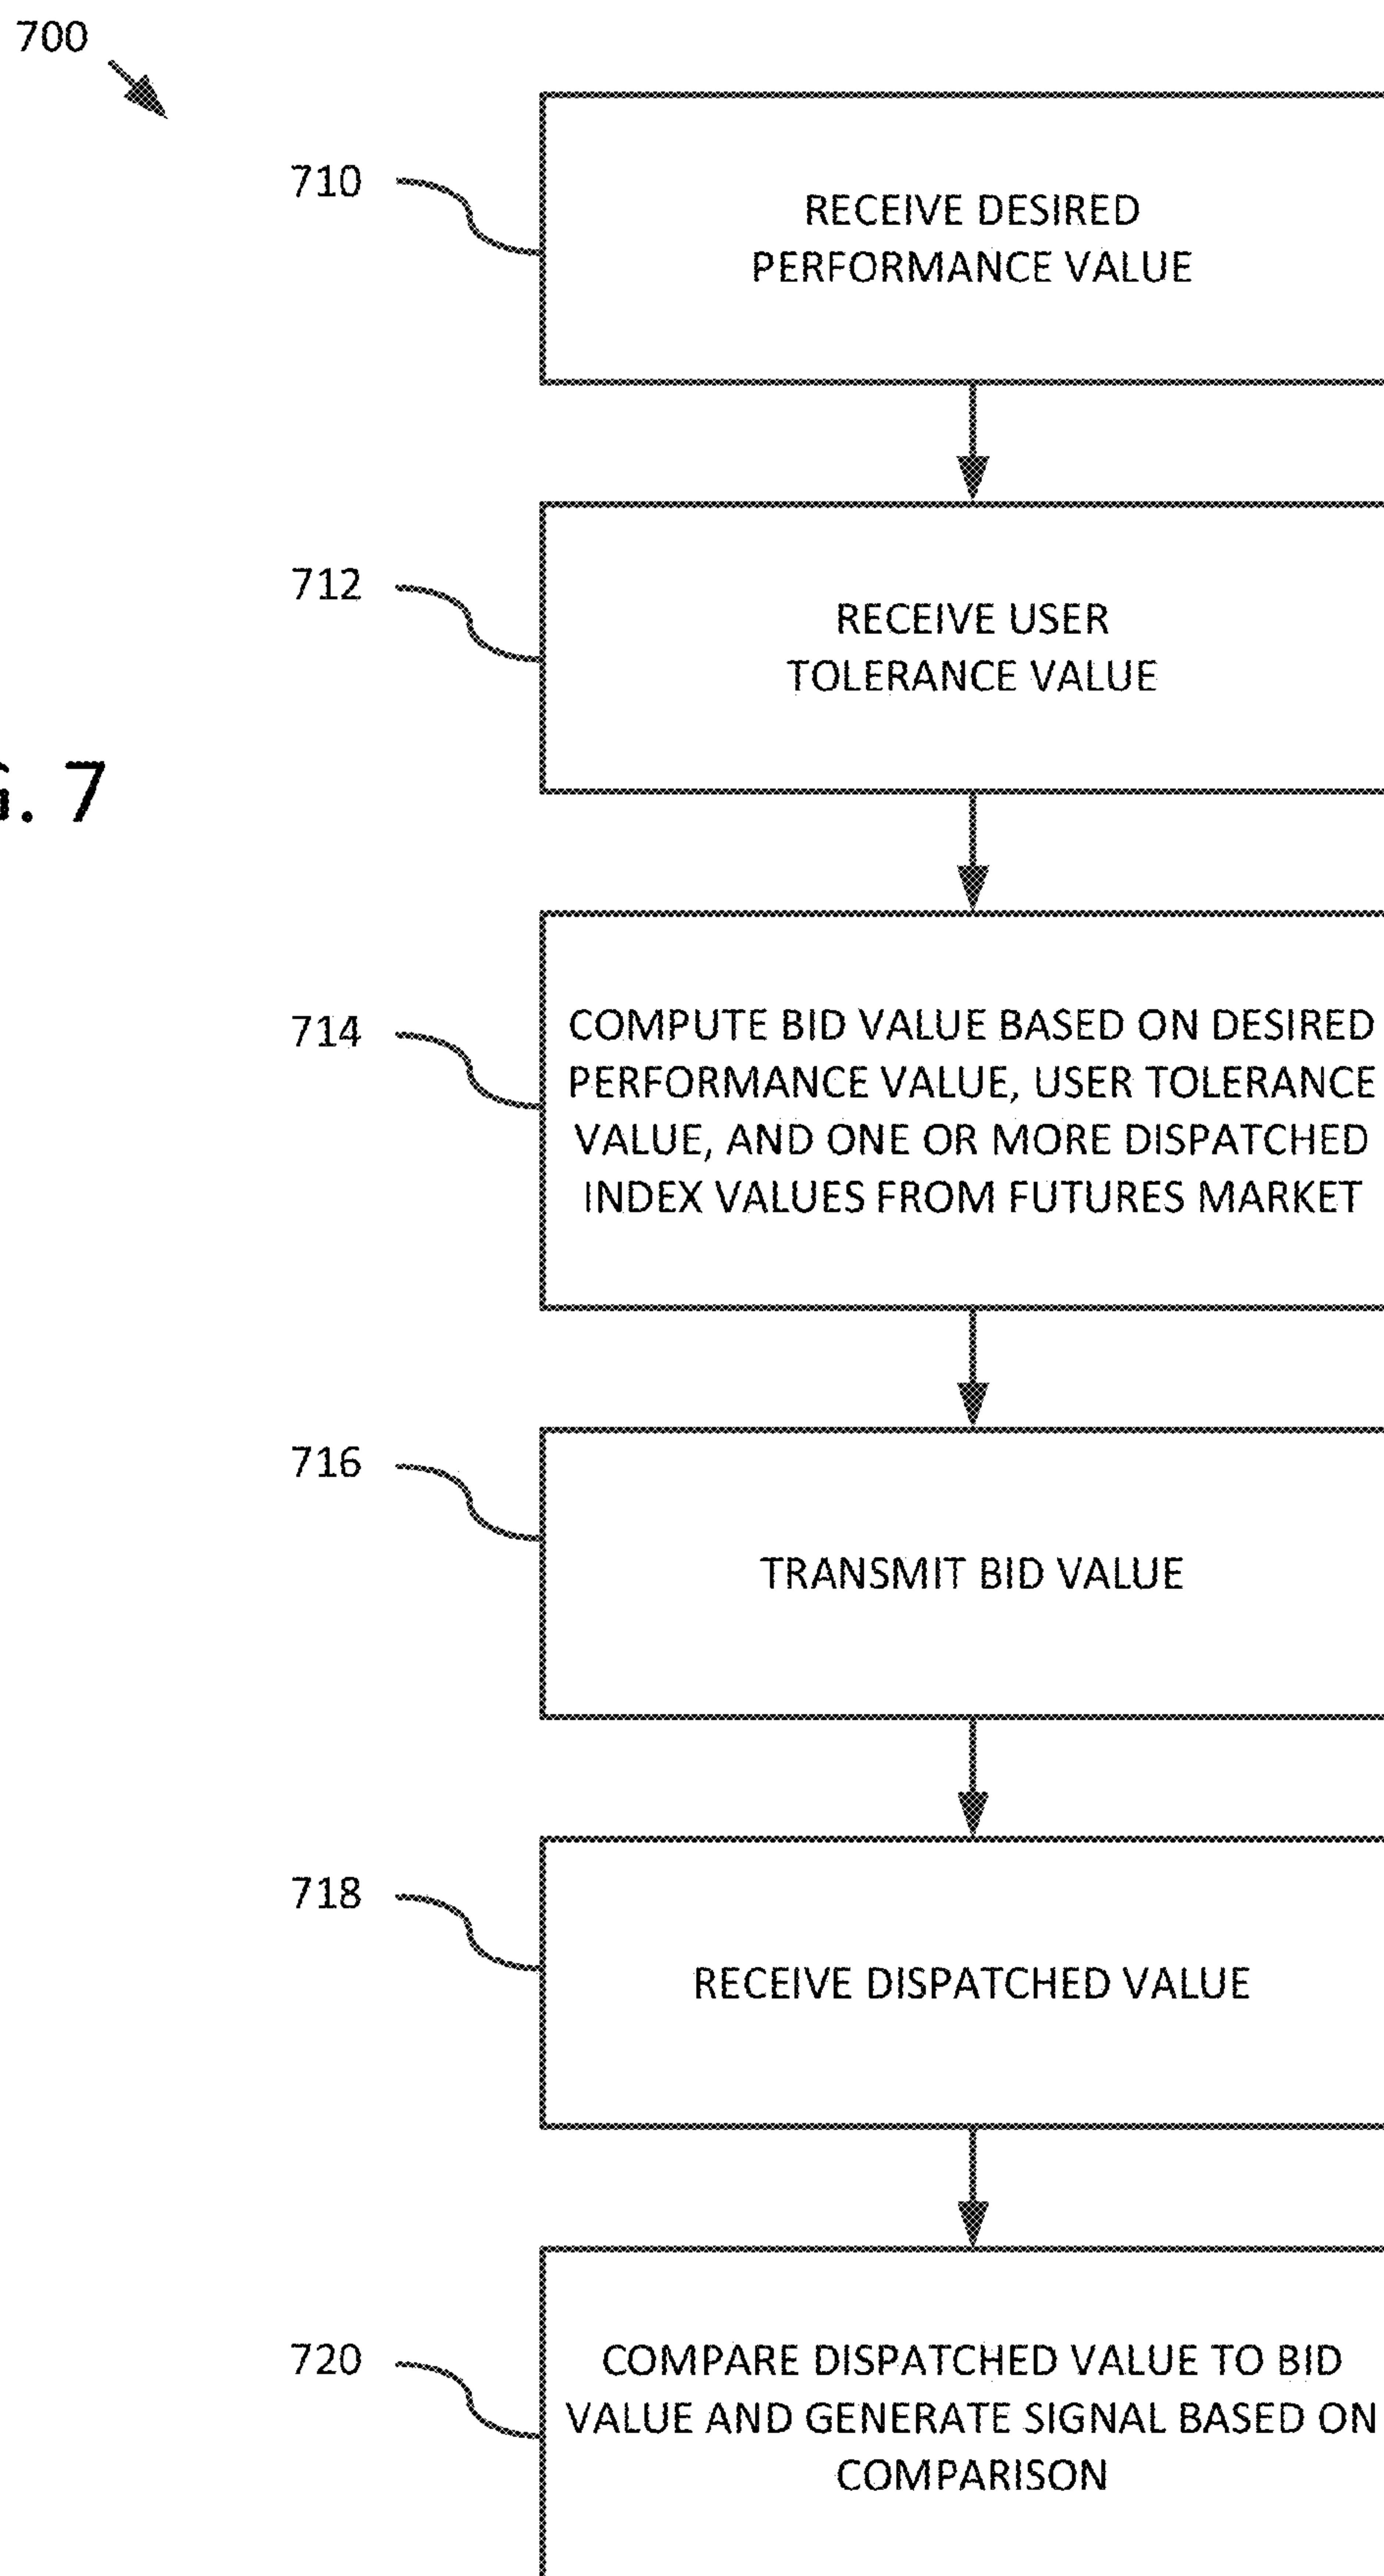 700
710
RECEIVE DESIRED
PERFORMANCE VALUE
712
RECEIVE USER
TOLERANCE VALUE
G. 7
714
COMPUTE BID VALUE BASED ON DESIRED
PERFORMANCE VALUE, USER TOLERANCE
VALUE, AND ONE OR MORE DISPATCHED
INDEX VALUES FROM FUTURES MARKET
716
TRANSMIT BID VALUE
718
RECEIVE DISPATCHED VALUE
720
COMPARE DISPATCHED VALUE TO BID
VALUE AND GENERATE SIGNAL BASED ON
COMPARISON